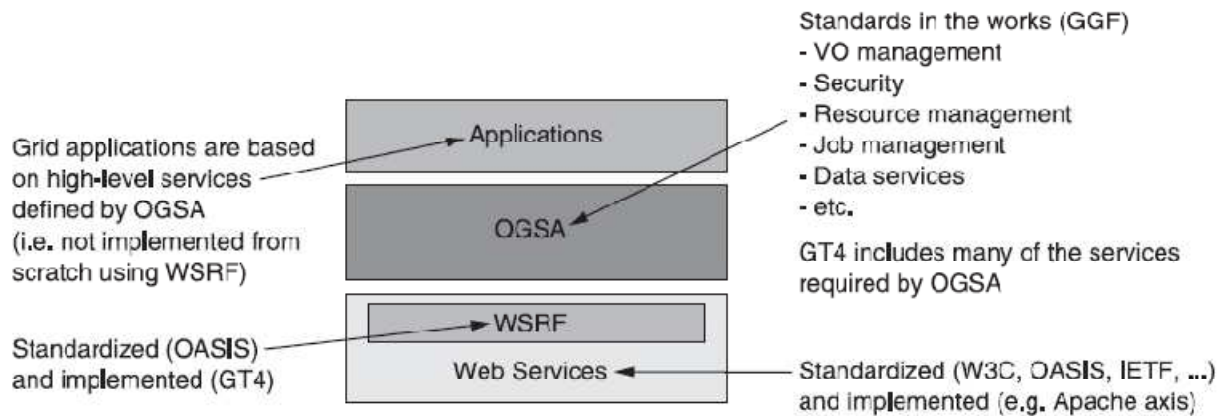 Standards in the works (GGF)
- VO management
- Security
- Resource management
- Job management
- Data services
- etc.
GT4 includes many of the services
required by OGSA
Grid applications are based
on high-level services
defined by OGSA
(i.e. not implemented from
scratch using WSRF)
Applications
OGSA
WSRF
Web Services
Standardized (OASIS)
and implemented (GT4)
Standardized (W3C, OASIS, IETF, ...)
and implemented (e.g. Apache axis)